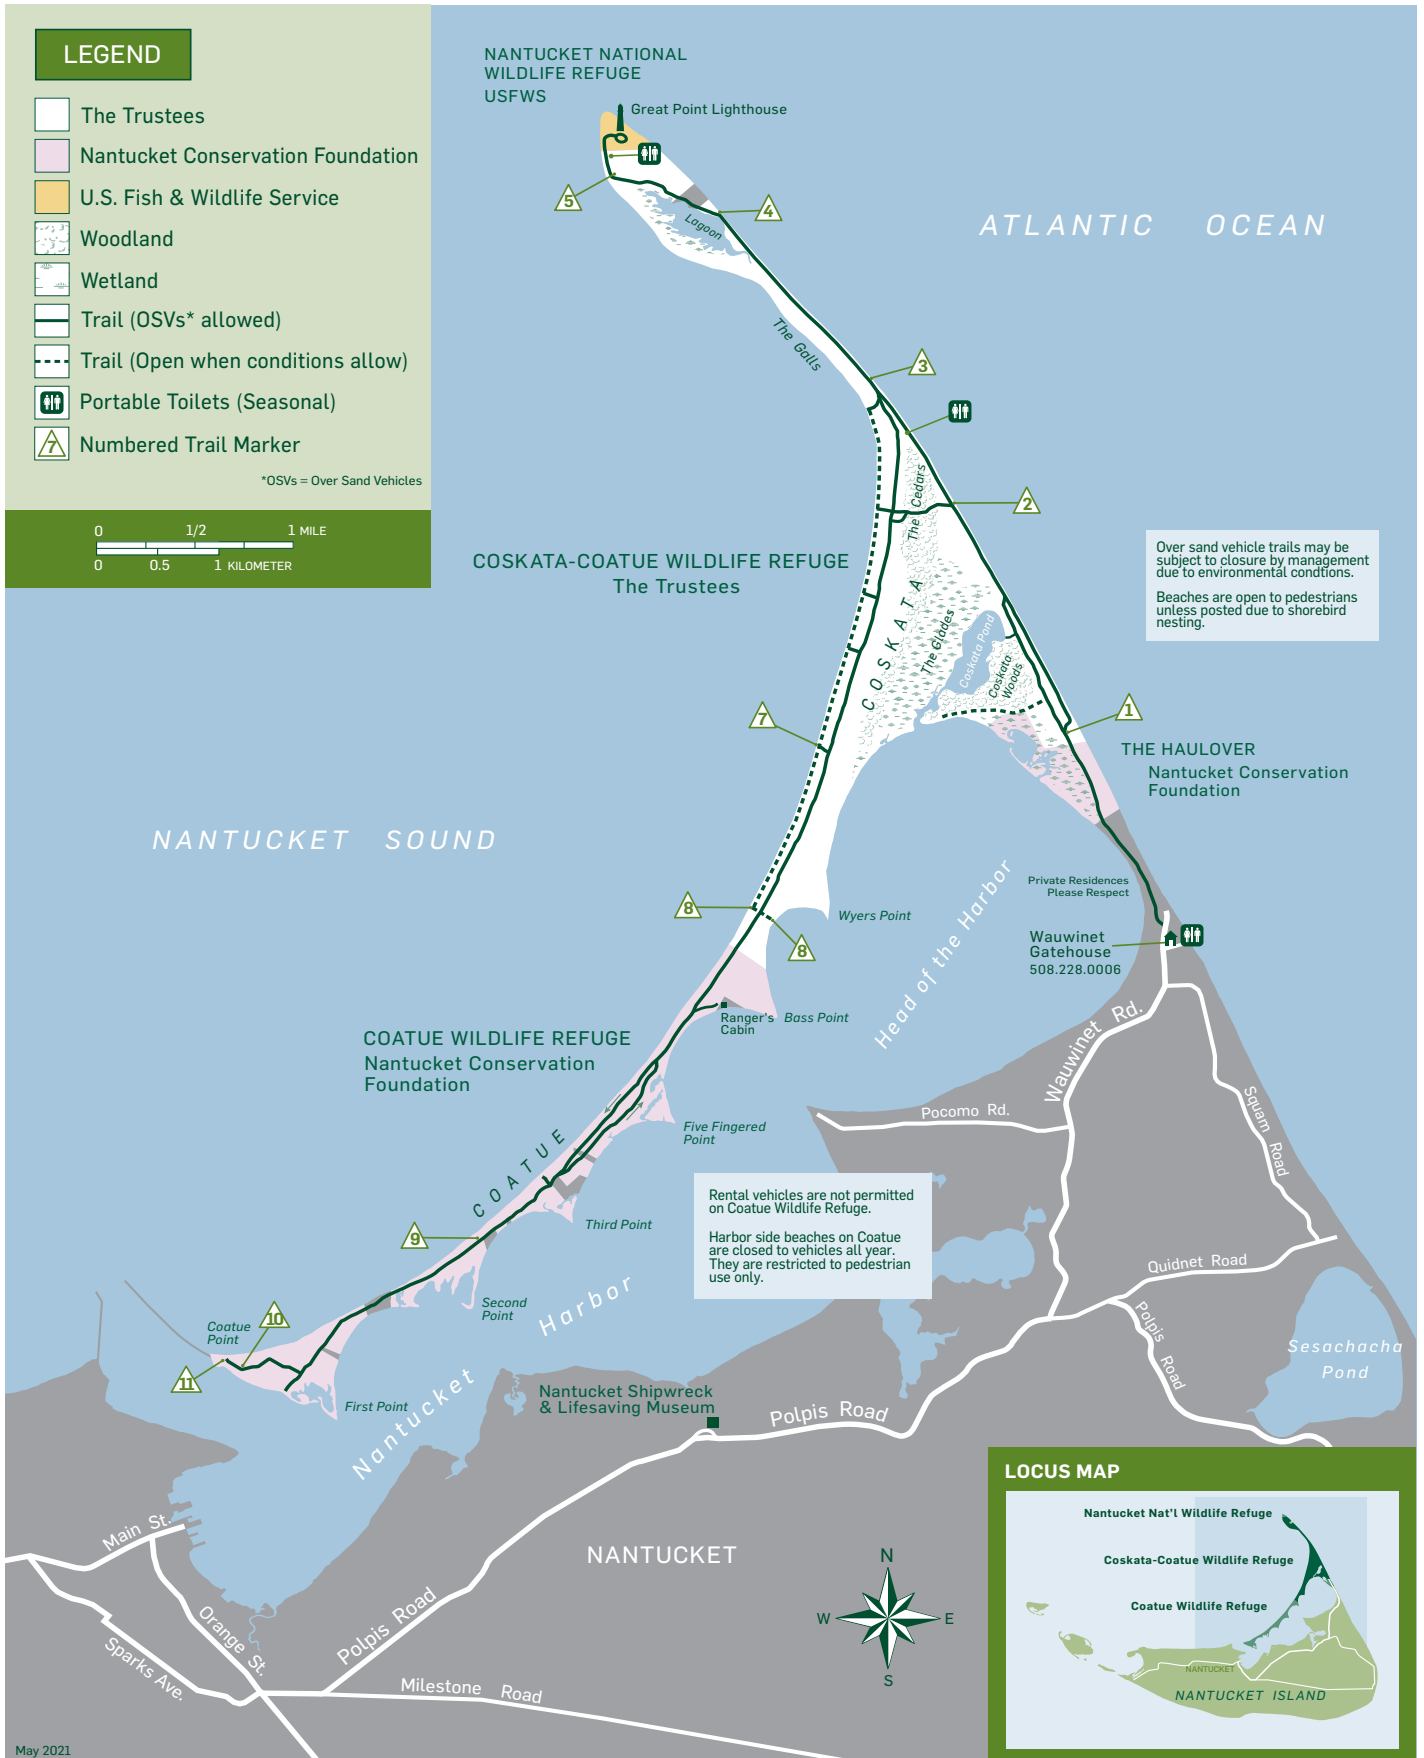 LEGEND
The Trustees
Nantucket Conservation Foundation
U.S. Fish & Wildlife Service
Woodland
Wetland
Trail (OSVs* allowed)
Trail (Open when conditions allow)
Portable Toilets (Seasonal)
7
Numbered Trail Marker
*OSVs = Over Sand Vehicles
0 1/2 1 MILE
0 0.5 1 KILOMETER
NANTUCKET NATIONAL
WILDLIFE REFUGE
USFWS
Great Point Lighthouse
5
4
Lagoon
ATLANTIC OCEAN
The Galls
3
2
The Cedars
COSKATA-COATUE WILDLIFE REFUGE
The Trustees
Over sand vehicle trails may be
subject to closure by management
due to environmental condtions.
Beaches are open to pedestrians
unless posted due to shorebird
nesting.
COSKATA
The Glades
Coskata Pond
Coskata
Woods
7
1
THE HAULOVER
Nantucket Conservation
Foundation
NANTUCKET SOUND
Private Residences
Please Respect
8
Wyers Point
8
Head of the Harbor
Wauwinet
Gatehouse
508.228.0006
Ranger's
Cabin
Bass Point
COATUE WILDLIFE REFUGE
Nantucket Conservation
Foundation
Wauwinet Rd.
Pocomo Rd.
Squam Road
Five Fingered
Point
COATUE
Rental vehicles are not permitted
on Coatue Wildlife Refuge.
Harbor side beaches on Coatue
are closed to vehicles all year.
They are restricted to pedestrian
use only.
Third Point
9
Quidnet Road
Second
Point
Nantucket Harbor
Polpis Road
Sesachacha
Pond
Coatue
Point
10
11
First Point
Nantucket Shipwreck
& Lifesaving Museum
Polpis Road
Main St.
NANTUCKET
Orange St.
Sparks Ave.
Polpis Road
Milestone Road
N
W
E
S
LOCUS MAP
Nantucket Nat'l Wildlife Refuge
Coskata-Coatue Wildlife Refuge
Coatue Wildlife Refuge
NANTUCKET
NANTUCKET ISLAND
May 2021